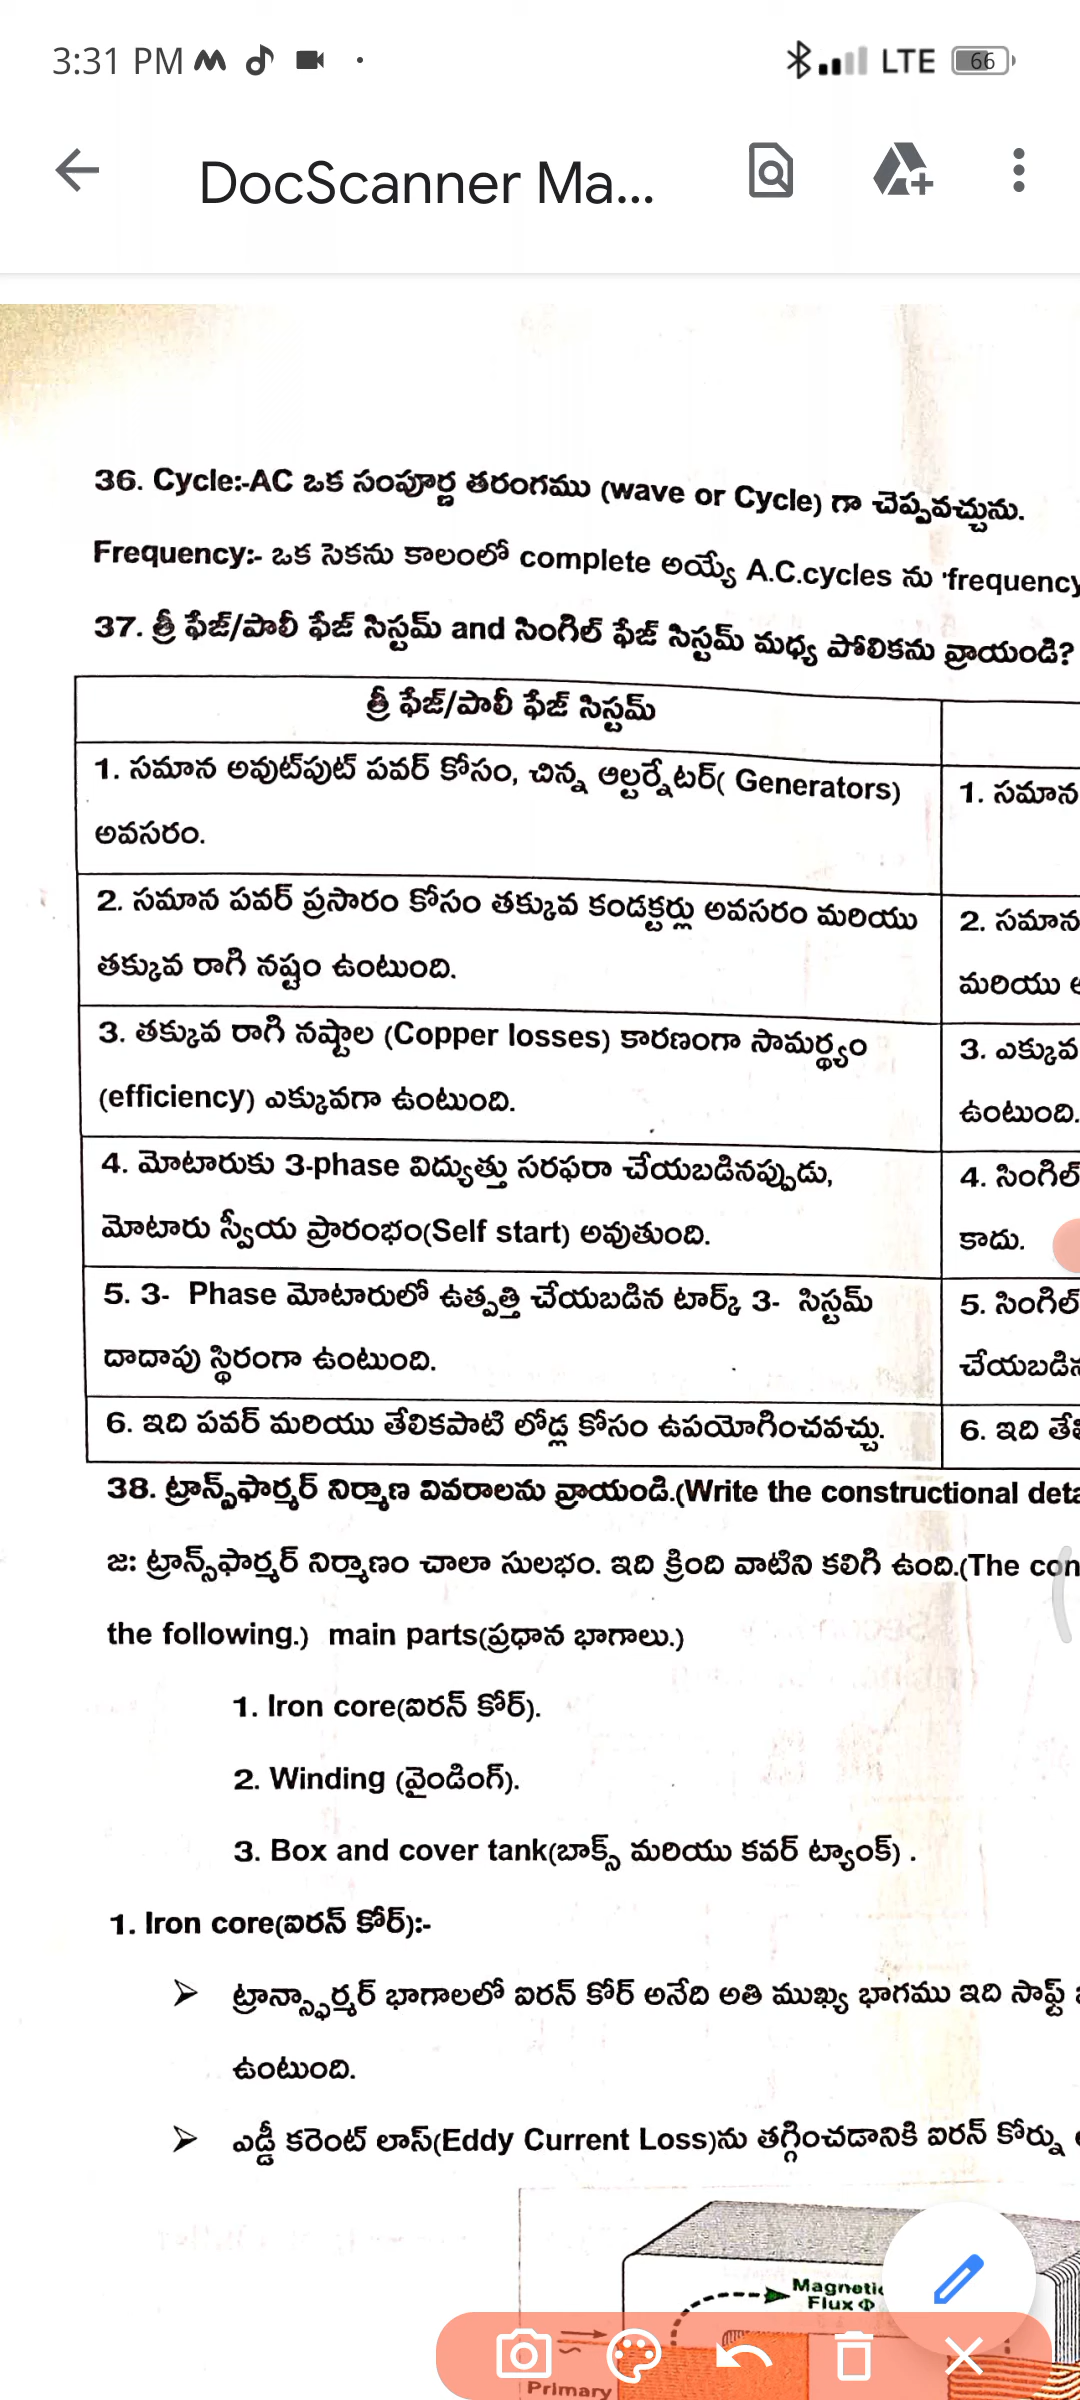 3:31 PM
LTE 66
DocScanner Ma...
36. Cycle:-AC ఒక సంపూర్ణ తరంగము (wave or Cycle) గా చెప్పవచ్చును.
Frequency:- ఒక సెకను కాలంలో complete అయ్యే A.C.cycles ను 'frequency
37. త్రీ ఫేజ్/పాలీ ఫేజ్ సిస్టమ్ and సింగిల్ ఫేజ్ సిస్టమ్ మధ్య పోలికను వ్రాయండి?
త్రీ ఫేజ్/పాలీ ఫేజ్ సిస్టమ్
1. సమాన అవుట్‌పుట్ పవర్ కోసం, చిన్న ఆల్టర్నేటర్( Generators)
1. సమాన
అవసరం.
2. సమాన పవర్ ప్రసారం కోసం తక్కువ కండక్టర్లు అవసరం మరియు
2. సమాన
తక్కువ రాగి నష్టం ఉంటుంది.
మరియు
3. తక్కువ రాగి నష్టాల (Copper losses) కారణంగా సామర్థ్యం
3. ఎక్కువ
(efficiency) ఎక్కువగా ఉంటుంది.
ఉంటుంది.
4. మోటారుకు 3-phase విద్యుత్తు సరఫరా చేయబడినప్పుడు,
4. సింగిల్
మోటారు స్వీయ ప్రారంభం(Self start) అవుతుంది.
కాదు.
5. 3- Phase మోటారులో ఉత్పత్తి చేయబడిన టార్క్ 3- సిస్టమ్
5. సింగిల్
దాదాపు స్థిరంగా ఉంటుంది.
చేయబడిన
6. ఇది పవర్ మరియు తేలికపాటి లోడ్ల కోసం ఉపయోగించవచ్చు.
6. ఇది
38. ట్రాన్స్‌ఫార్మర్ నిర్మాణ వివరాలను వ్రాయండి.(Write the constructional deta
జ: ట్రాన్స్‌ఫార్మర్ నిర్మాణం చాలా సులభం. ఇది క్రింది వాటిని కలిగి ఉంది.(The con
the following.) main parts(ప్రధాన భాగాలు.)
1. Iron core(ఐరన్ కోర్).
2. Winding (వైండింగ్).
3. Box and cover tank(బాక్స్ మరియు కవర్ ట్యాంక్) .
1. Iron core(ఐరన్ కోర్):-
➢ ట్రాన్స్ఫార్మర్ భాగాలలో ఐరన్ కోర్ అనేది అతి ముఖ్య భాగము ఇది సాఫ్ట్
ఉంటుంది.
➢ ఎడ్డీ కరెంట్ లాస్(Eddy Current Loss)ను తగ్గించడానికి ఐరన్ కోర్ను
Magnetic
Flux Φ
Primary